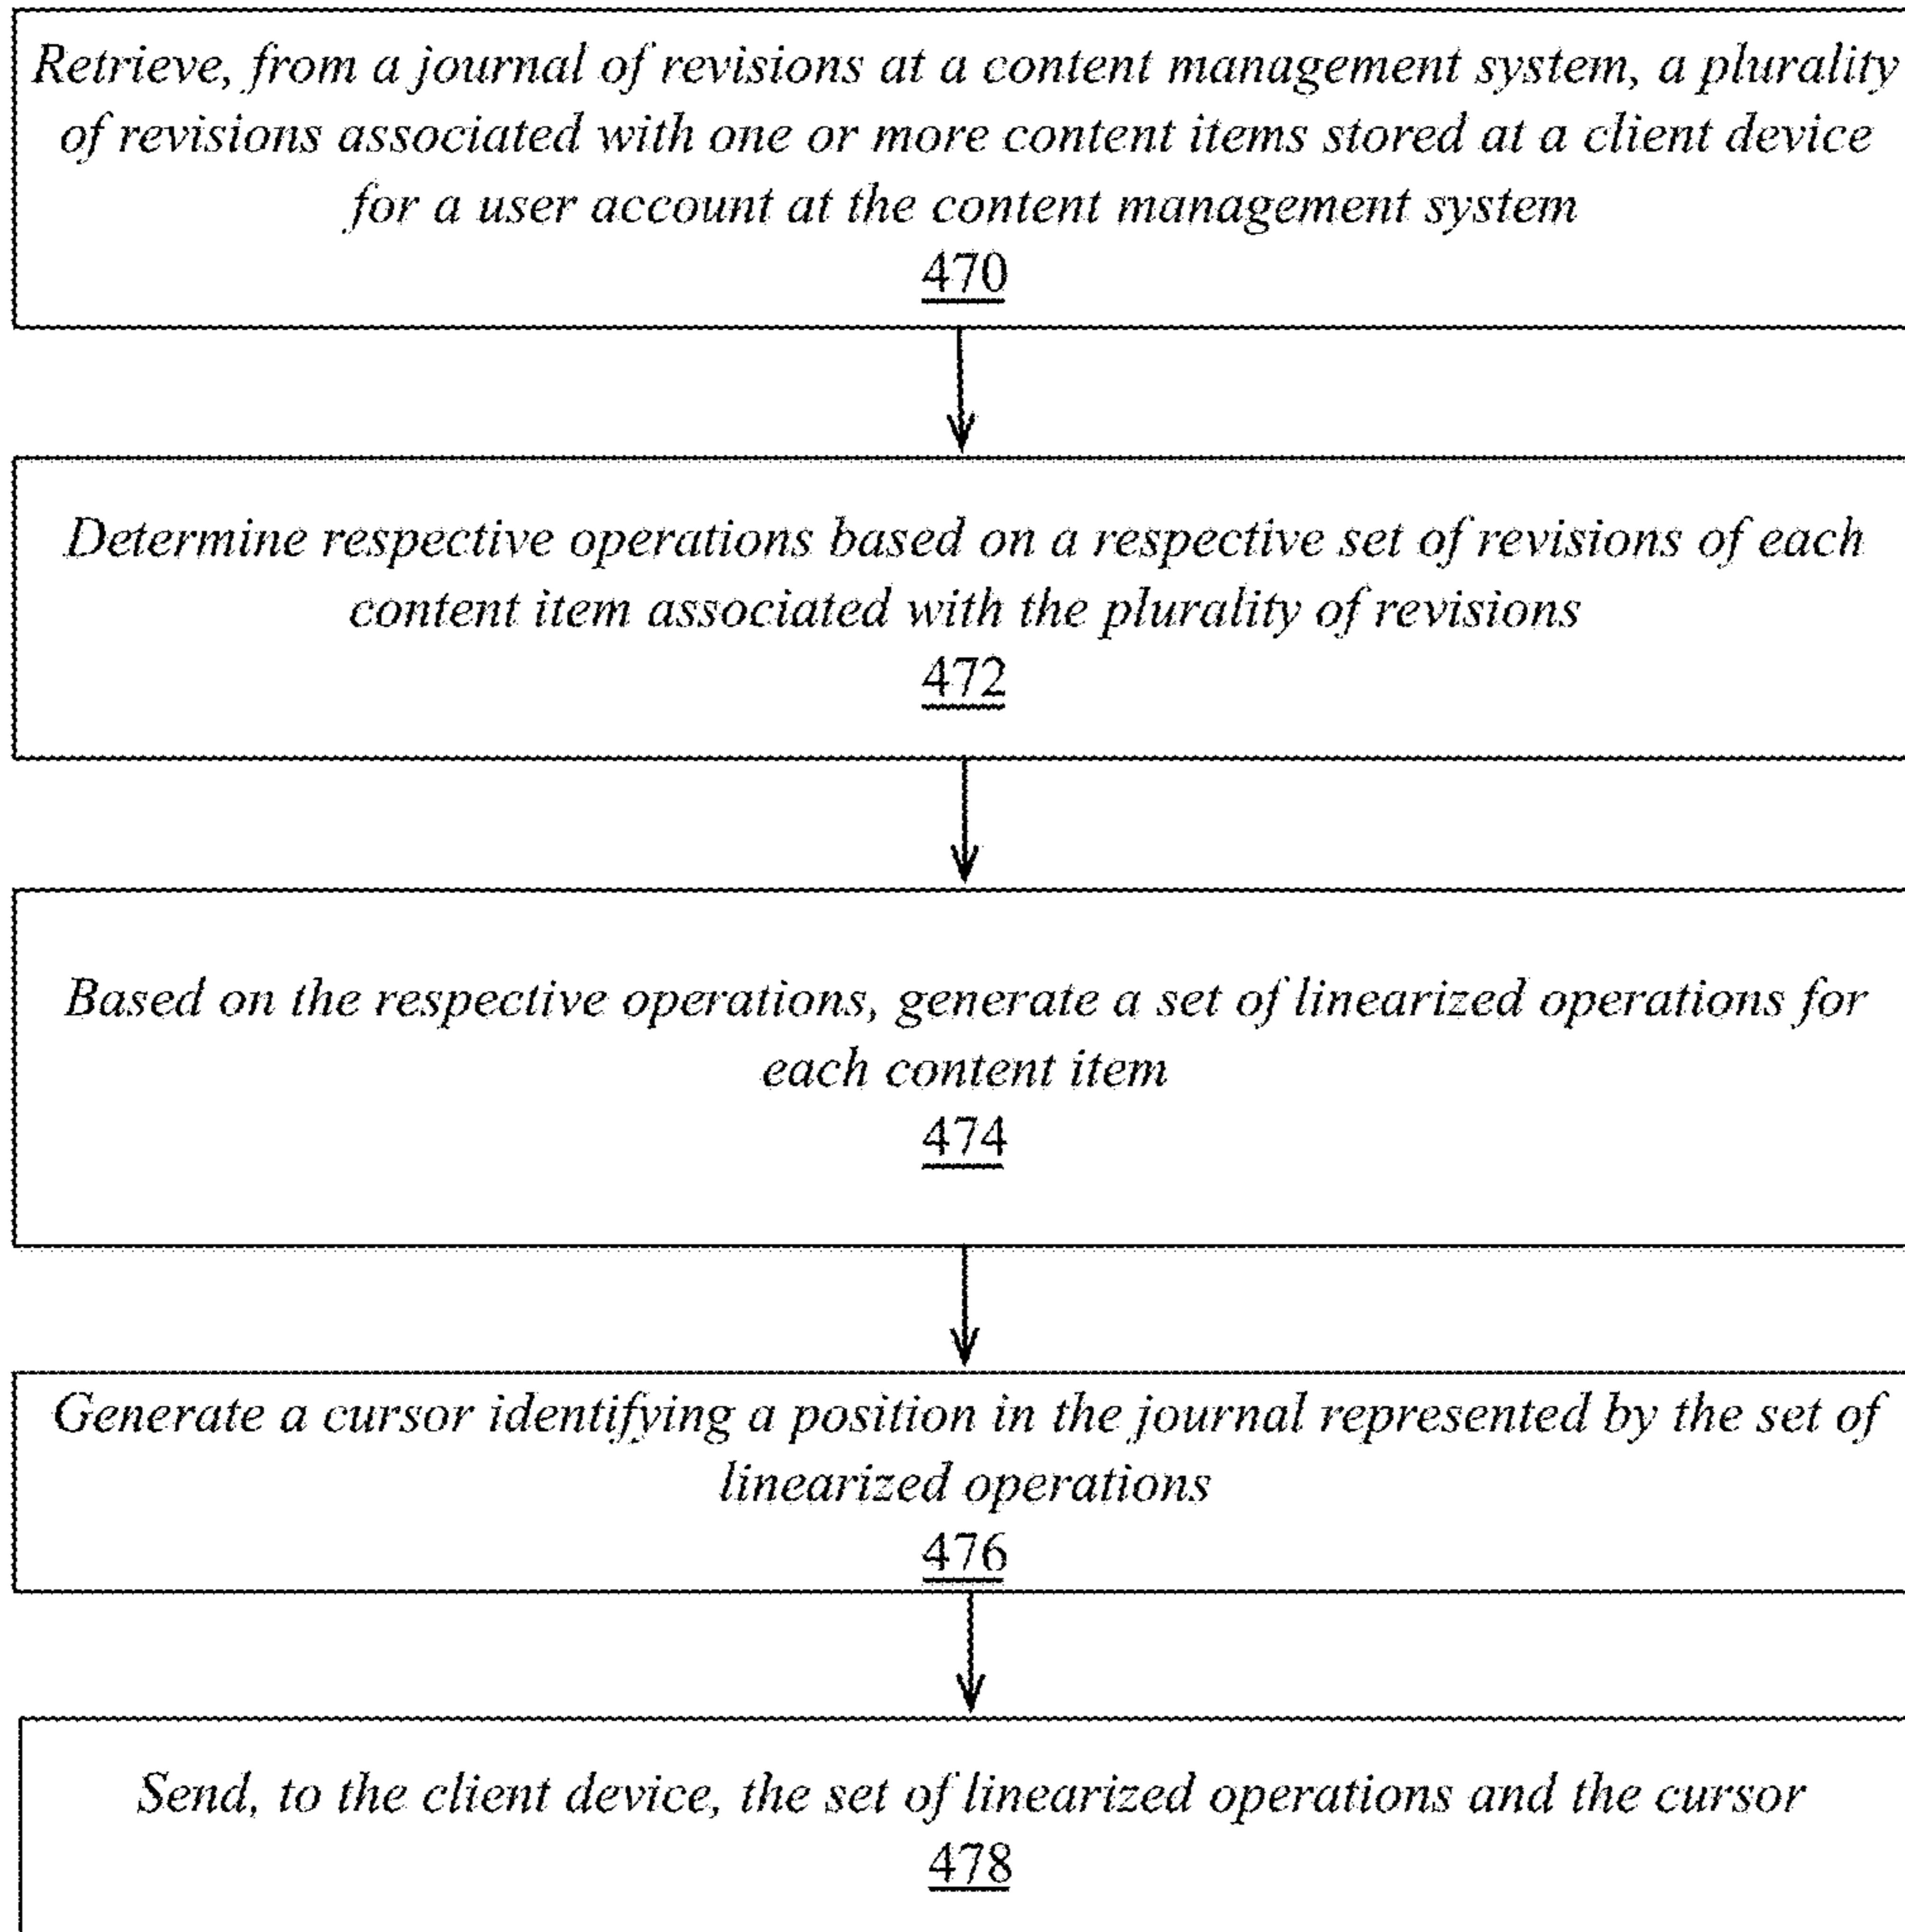 Retrieve, from a journal of revisions at a content management system, a plurality
of revisions associated with one or more content items stored at a client device
for a user account at the content management system
470
Determine respective operations based on a respective set of revisions of each
content item associated with the plurality of revisions
472
Based on the respective operations, generate a set of linearized operations for
each content item
474
Generate a cursor identifying a position in the journal represented by the set of
linearized operations
476
Send, to the client device, the set of linearized operations and the cursor
478